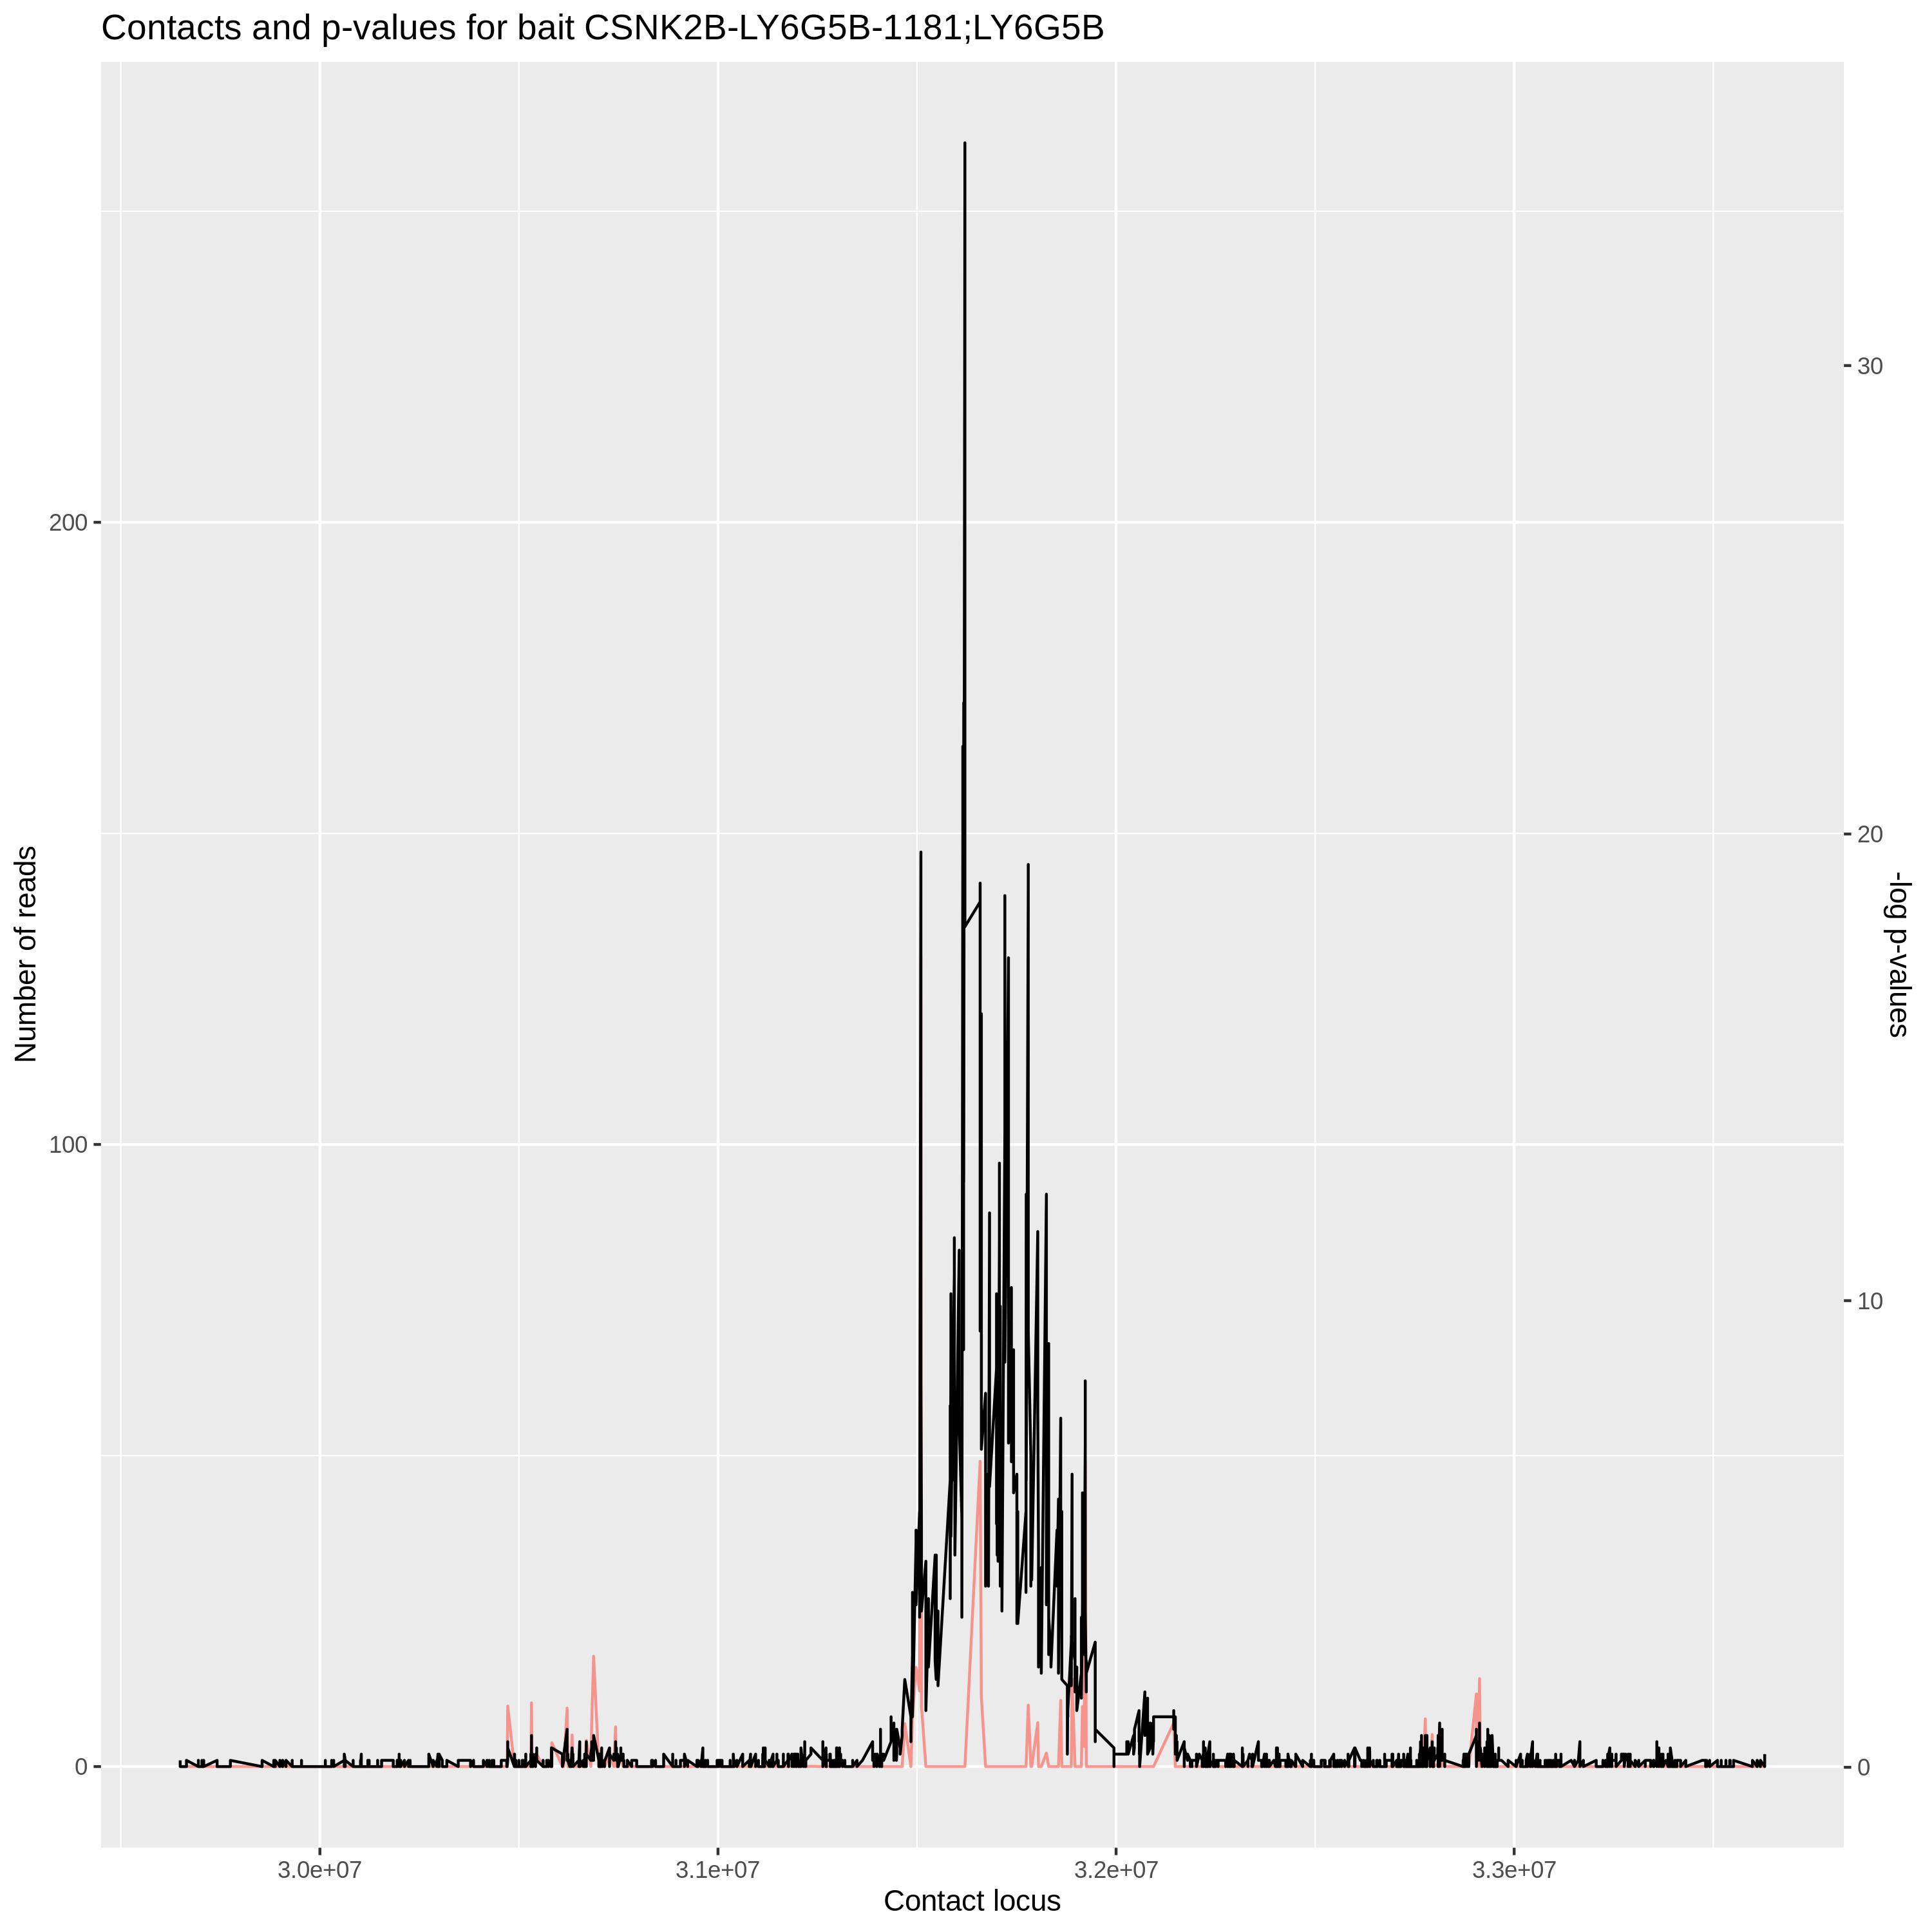 Contacts and p-values for bait CSNK2B-LY6G5B-1181;LY6G5B
Number of reads
200
100
0
30
20
10
0
-log p-values
3.0e+07
3.1e+07
3.2e+07
3.3e+07
Contact locus